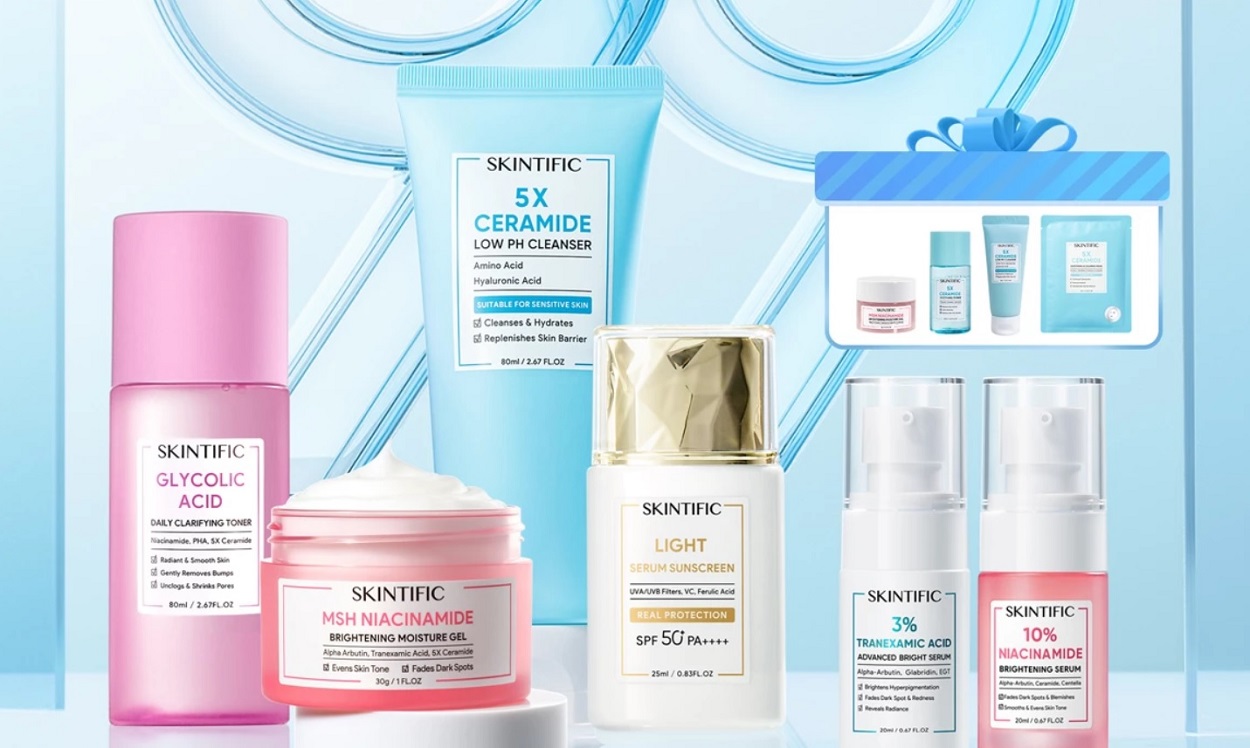 SKINTIFIC
5X
CERAMIDE
LOW PH CLEANSER
Amino Acid
Hyaluronic Acid
SUITABLE FOR SENSITIVE SKIN
Cleanses & Hydrates
Replenishes Skin Barrier
80ml / 2.67 FL.OZ
SKINTIFIC
GLYCOLIC
ACID
DAILY CLARIFYING TONER
Niacinamide, PHA, 5X Ceramide
Radiant & Smooth Skin
Gently Removes Bumps
Unclogs & Shrinks Pores
80ml / 2.67FL.OZ
SKINTIFIC
MSH NIACINAMIDE
BRIGHTENING MOISTURE GEL
Alpha Arbutin, Tranexamic Acid, 5X Ceramide
Evens Skin Tone Fades Dark Spots
30g / 1 FL.OZ
SKINTIFIC
LIGHT
SERUM SUNSCREEN
UVA/UVB Filters, VC, Ferulic Acid
REAL PROTECTION
SPF 50+ PA++++
25ml / 0.83FL.OZ
SKINTIFIC
5X
CERAMIDE
SKINTIFIC
5X
CERAMIDE
SKINTIFIC
3%
TRANEXAMIC ACID
ADVANCED BRIGHT SERUM
Alpha-Arbutin, Glabridin, EGT
Brightens Hyperpigmentation
Fades Dark Spot & Redness
Reveals Radiance
20ml / 0.67 FL.OZ
SKINTIFIC
10%
NIACINAMIDE
BRIGHTENING SERUM
Alpha-Arbutin, Ceramide, Centella
Fades Dark Spots & Blemishes
Smooths & Evens Skin Tone
20ml / 0.67 FL.OZ